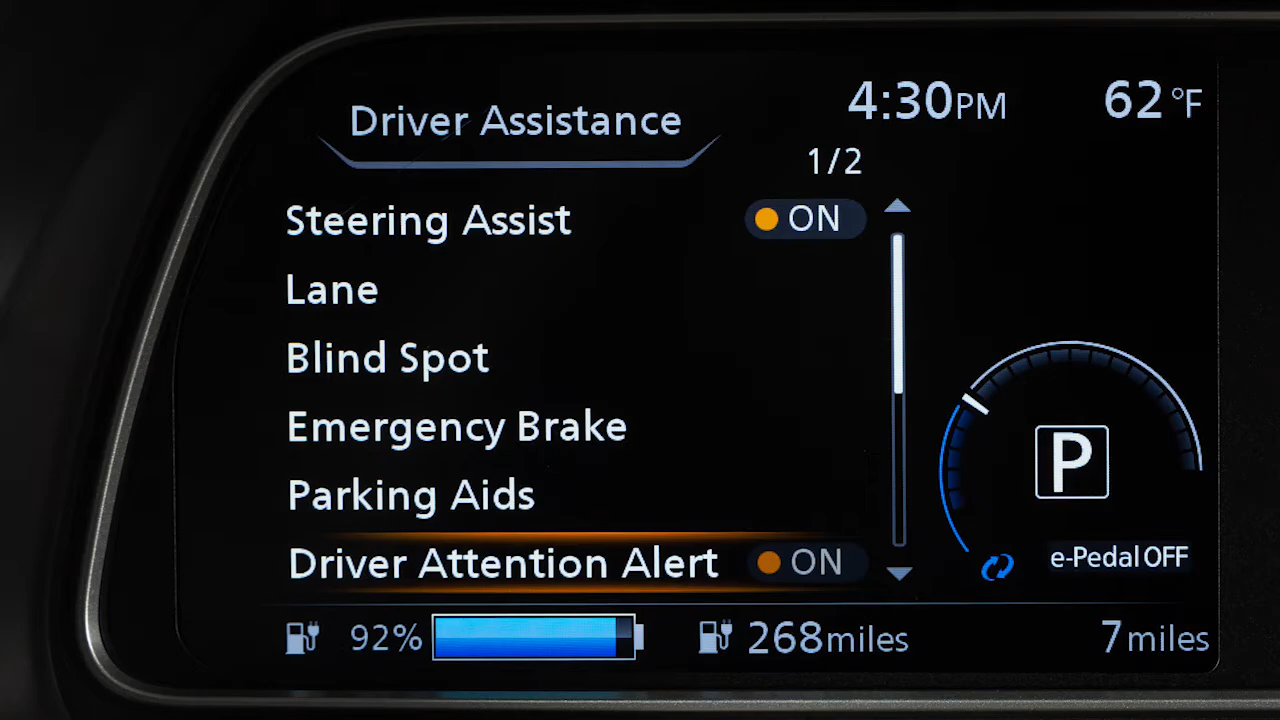 Driver Assistance
4:30PM
62°F
1/2
Steering Assist ON
Lane
Blind Spot
Emergency Brake
Parking Aids
Driver Attention Alert ON
P
e-Pedal OFF
92%
268miles
7miles